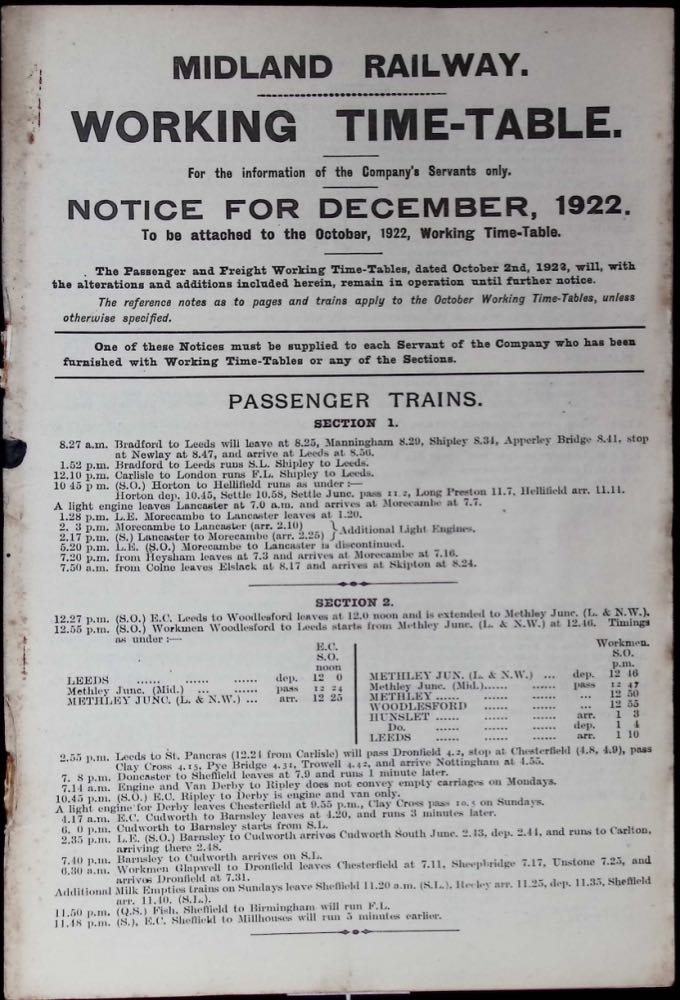 MIDLAND RAILWAY.
WORKING TIME-TABLE.
For the information of the Company's Servants only.
NOTICE FOR DECEMBER, 1922.
To be attached to the October, 1922, Working Time-Table.
The Passenger and Freight Working Time-Tables, dated October 2nd, 1922, will, with
the alterations and additions included herein, remain in operation until further notice.
The reference notes as to pages and trains apply to the October Working Time-Tables, unless
otherwise specified.
One of these Notices must be supplied to each Servant of the Company who has been
furnished with Working Time-Tables or any of the Sections.
PASSENGER TRAINS.
SECTION 1.
8.27 a.m. Bradford to Leeds will leave at 8.25, Manningham 8.29, Shipley 8.34, Apperley Bridge 8.41, stop
at Newlay at 8.47, and arrive at Leeds at 8.56.
1.52 p.m. Bradford to Leeds runs S.L. Shipley to Leeds.
12.10 p.m. Carlisle to London runs F.L. Shipley to Leeds.
10 45 p m. (S.O.) Horton to Hellifield runs as under :—
Horton dep. 10.45, Settle 10.58, Settle Junc. pass 11.2, Long Preston 11.7, Hellifield arr. 11.11.
A light engine leaves Lancaster at 7.0 a.m. and arrives at Morecambe at 7.7.
1.28 p.m. L.E. Morecambe to Lancaster leaves at 1.20.
2. 3 p.m. Morecambe to Lancaster (arr. 2.10)
2.17 p.m. (S.) Lancaster to Morecambe (arr. 2.25) } Additional Light Engines.
5.20 p.m. L.E. (S.O.) Morecambe to Lancaster is discontinued.
7.20 p.m. from Heysham leaves at 7.3 and arrives at Morecambe at 7.16.
7.50 a.m. from Colne leaves Elslack at 8.17 and arrives at Skipton at 8.24.
SECTION 2.
12.27 p.m. (S.O.) E.C. Leeds to Woodlesford leaves at 12.0 noon and is extended to Methley Junc. (L. & N.W.).
12.55 p.m. (S.O.) Workmen Woodlesford to Leeds starts from Methley Junc. (L. & N.W.) at 12.46. Timings
as under :—
E.C.
S.O.
noon
LEEDS dep. 12 0
Methley Junc. (Mid.) ... ...... pass 12 24
METHLEY JUNC. (L. & N.W.) ... arr. 12 25
Workmen.
S.O.
p.m.
METHLEY JUN. (L. & N.W.) ... dep. 12 46
Methley Junc. (Mid.)...... ...... pass 12 47
METHLEY ...... ...... ... 12 50
WOODLESFORD ...... ...... ... 12 55
HUNSLET ...... ...... arr. 1 3
Do. ...... ...... dep. 1 4
LEEDS ...... ...... arr. 1 10
2.55 p.m. Leeds to St. Pancras (12.24 from Carlisle) will pass Dronfield 4.2, stop at Chesterfield (4.8, 4.9), pass
Clay Cross 4.15, Pye Bridge 4.31, Trowell 4.42, and arrive Nottingham at 4.55.
7. 8 p.m. Doncaster to Sheffield leaves at 7.9 and runs 1 minute later.
7.14 a.m. Engine and Van Derby to Ripley does not convey empty carriages on Mondays.
10.45 p.m. (S.O.) E.C. Ripley to Derby is engine and van only.
A light engine for Derby leaves Chesterfield at 9.55 p.m., Clay Cross pass 10.5 on Sundays.
4.17 a.m. E.C. Cudworth to Barnsley leaves at 4.20, and runs 3 minutes later.
6. 0 p.m. Cudworth to Barnsley starts from S.L.
2.35 p.m. L.E. (S.O.) Barnsley to Cudworth arrives Cudworth South Junc. 2.43, dep. 2.44, and runs to Carlton,
arriving there 2.48.
7.40 p.m. Barnsley to Cudworth arrives on S.L.
6.30 a.m. Workmen Glapwell to Dronfield leaves Chesterfield at 7.11, Sheepbridge 7.17, Unstone 7.25, and
arrives Dronfield at 7.31.
Additional Milk Empties trains on Sundays leave Sheffield 11.20 a.m. (S.L.), Heeley arr. 11.25, dep. 11.35, Sheffield
arr. 11.40. (S.L.).
11.50 p.m. (Q.S.) Fish, Sheffield to Birmingham will run F.L.
11.48 p.m. (S.), E.C. Sheffield to Millhouses will run 5 minutes earlier.